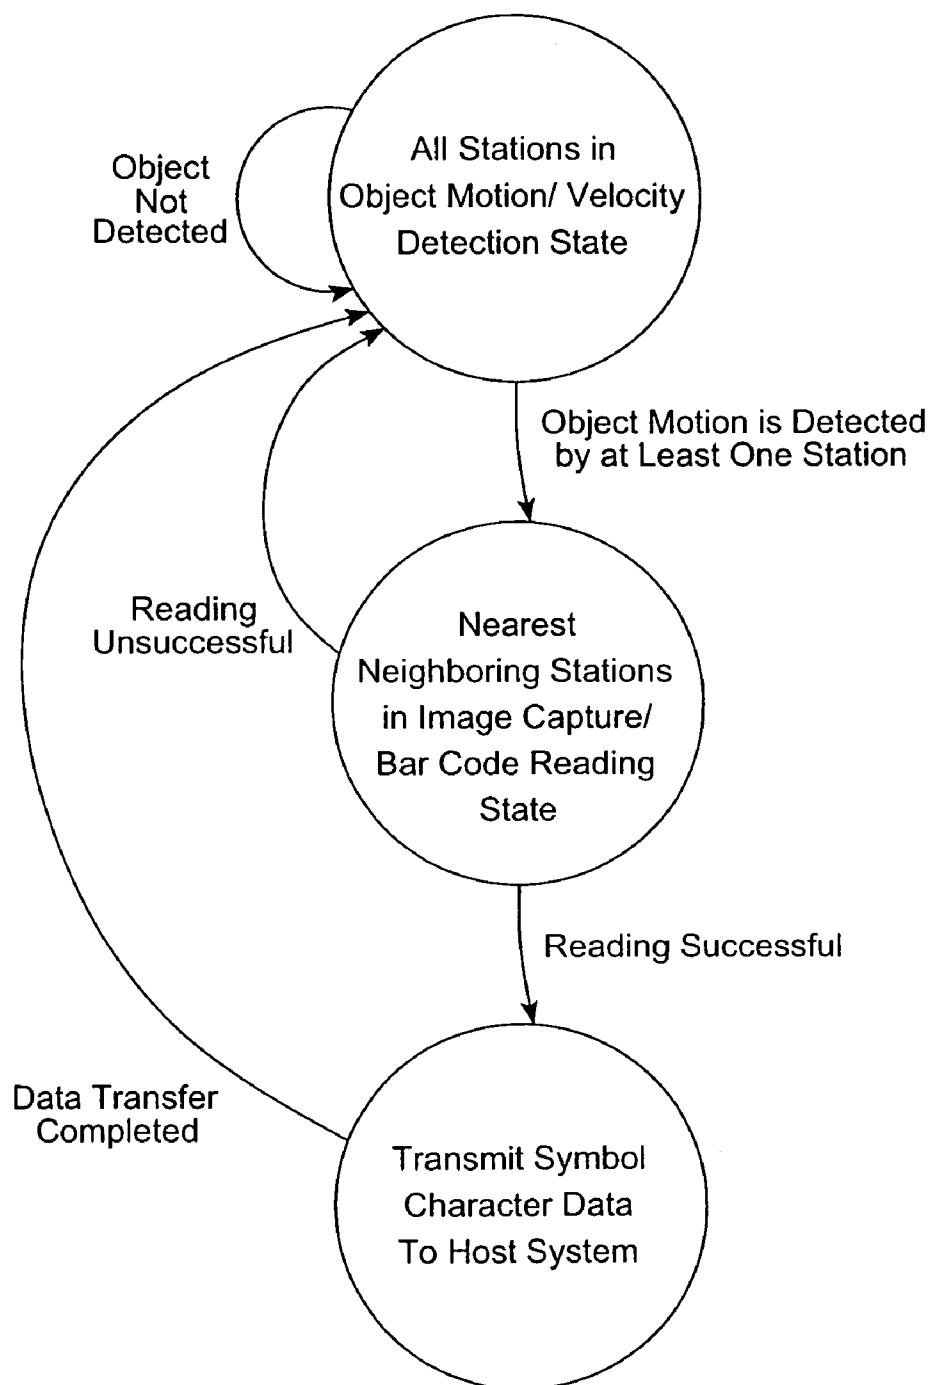 All Stations in
Object Motion/ Velocity
Detection State
Object
Not
Detected
Object Motion is Detected
by at Least One Station
Reading
Unsuccessful
Nearest
Neighboring Stations
in Image Capture/
Bar Code Reading
State
Reading Successful
Data Transfer
Completed
Transmit Symbol
Character Data
To Host System